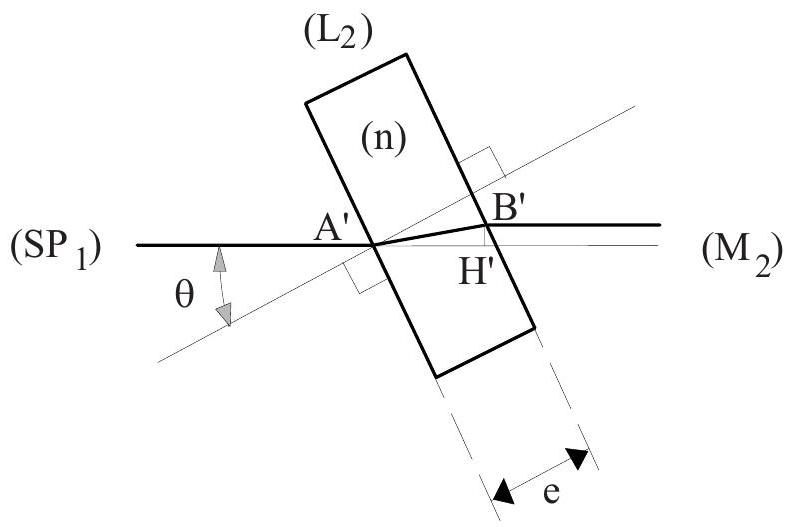 (L₂)
(n)
A' B'
(SP₁) (M₂)
H'
θ
e